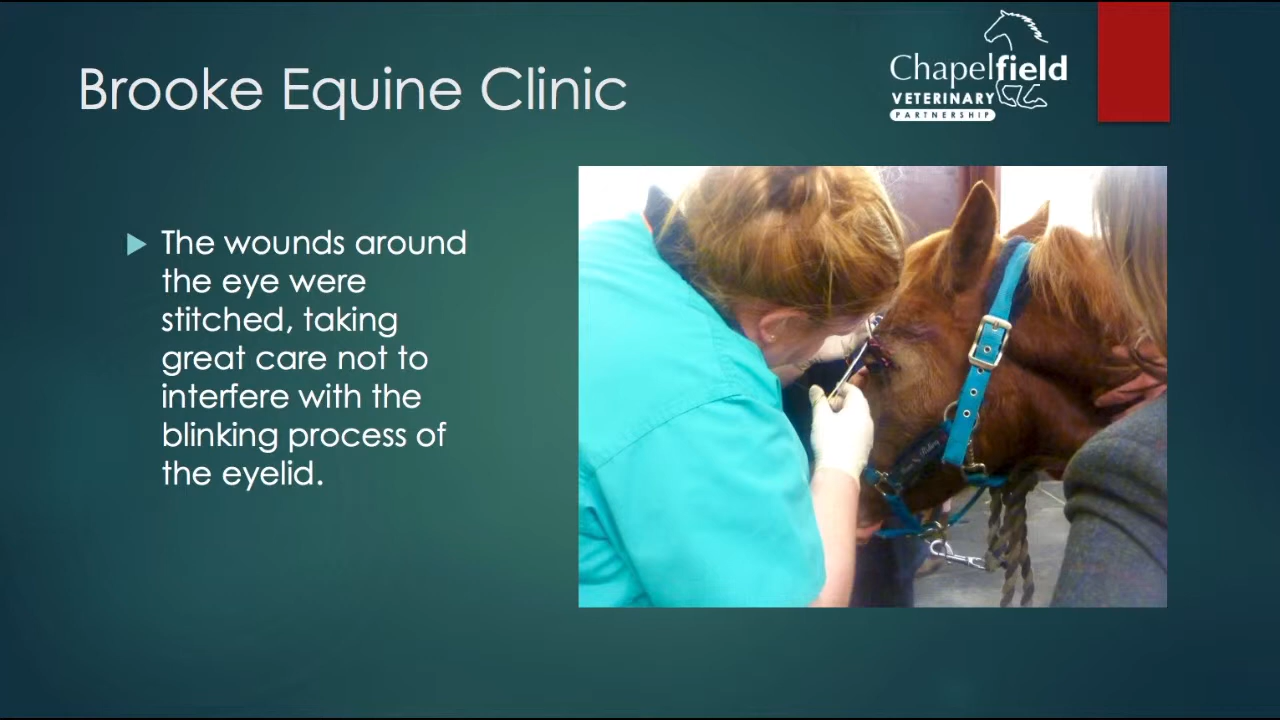 Brooke Equine Clinic
Chapelfield
VETERINARY
PARTNERSHIP
The wounds around
the eye were
stitched, taking
great care not to
interfere with the
blinking process of
the eyelid.